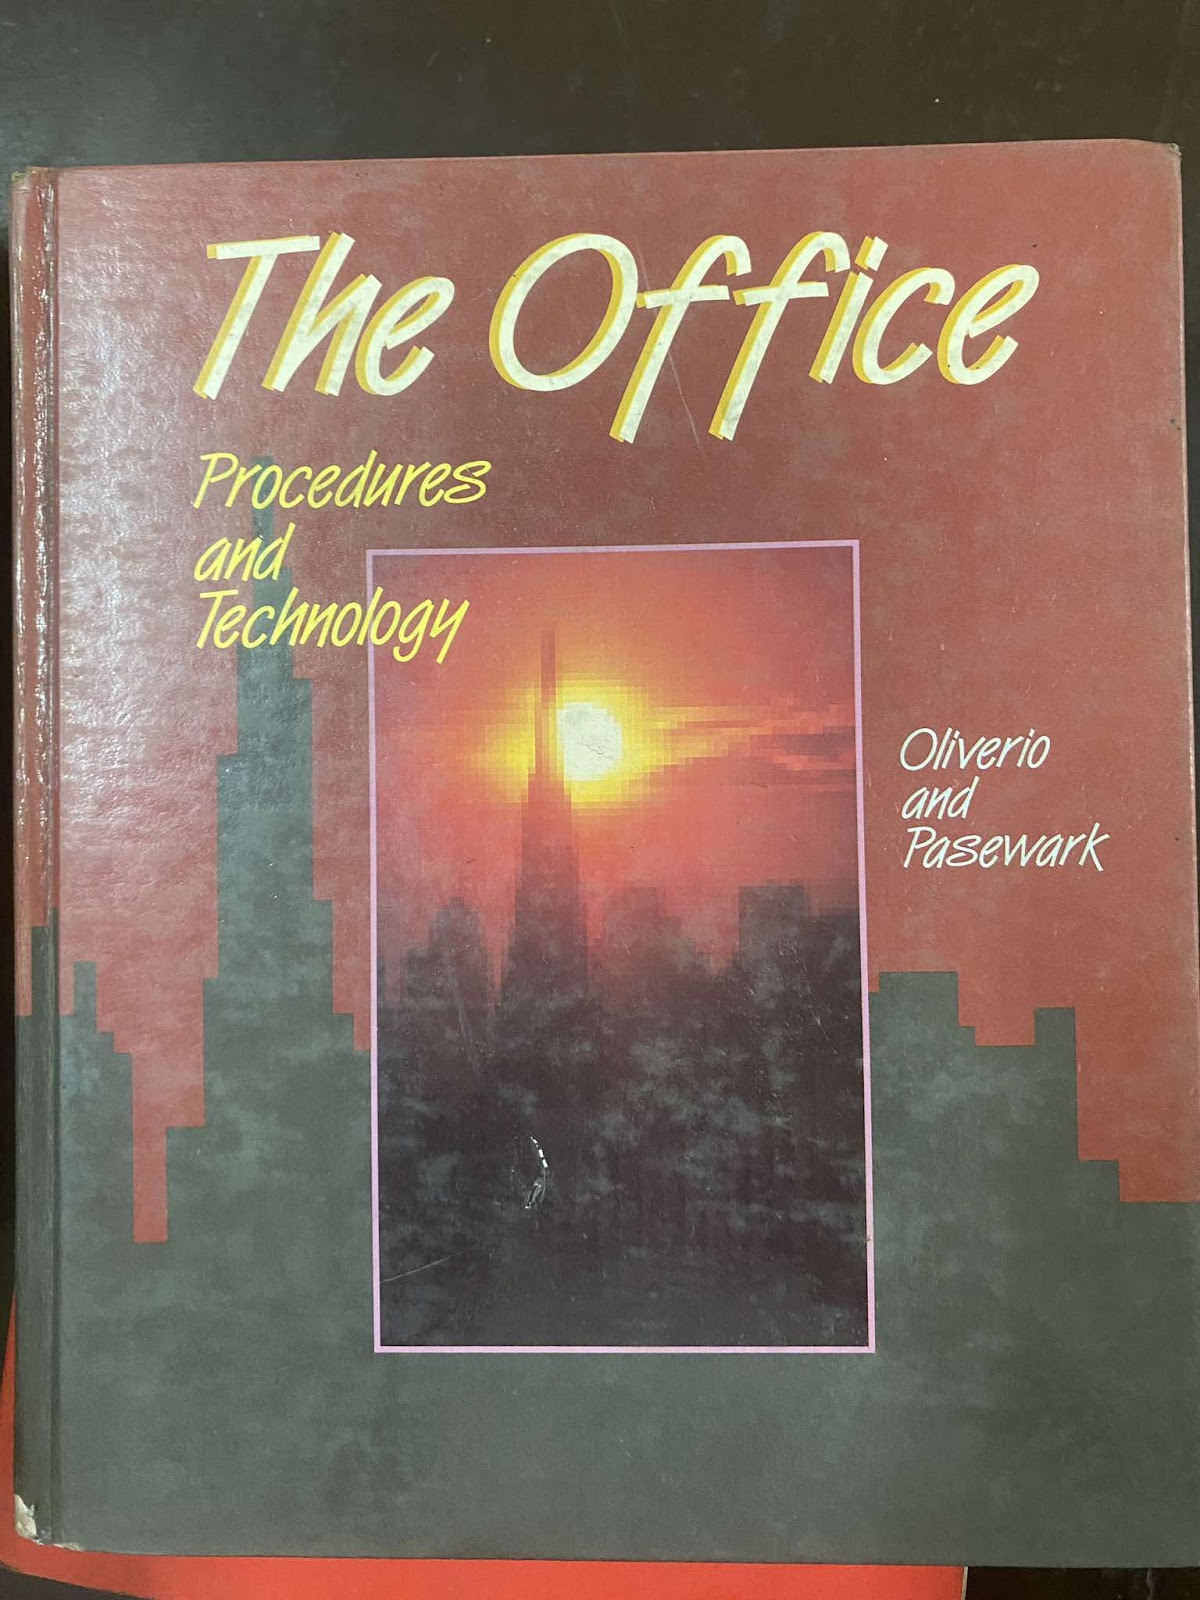 The Office
Procedures
and
Technology
Oliverio
and
Pasewark